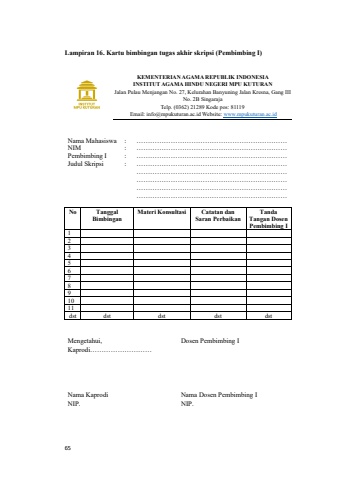 Lampiran 16. Kartu bimbingan tugas akhir skripsi (Pembimbing I)
INSTITUT
MPU KUTURAN
KEMENTERIAN AGAMA REPUBLIK INDONESIA
INSTITUT AGAMA HINDU NEGERI MPU KUTURAN
Jalan Pulau Menjangan No. 27, Kelurahan Banyuning Jalan Kresna, Gang III
No. 2B Singaraja
Telp. (0362) 21289 Kode pos: 81119
Email: info@mpukuturan.ac.id Website: www.mpukuturan.ac.id
Nama Mahasiswa : ……………………………………………………
NIM : ……………………………………………………
Pembimbing I : ……………………………………………………
Judul Skripsi : ……………………………………………………
……………………………………………………
……………………………………………………
……………………………………………………
……………………………………………………
No Tanggal Bimbingan Materi Konsultasi Catatan dan Saran Perbaikan Tanda Tangan Dosen Pembimbing I
1
2
3
4
5
6
7
8
9
10
11
dst dst dst dst dst
Mengetahui, Dosen Pembimbing I
Kaprodi………………………
Nama Kaprodi Nama Dosen Pembimbing I
NIP. NIP.
65